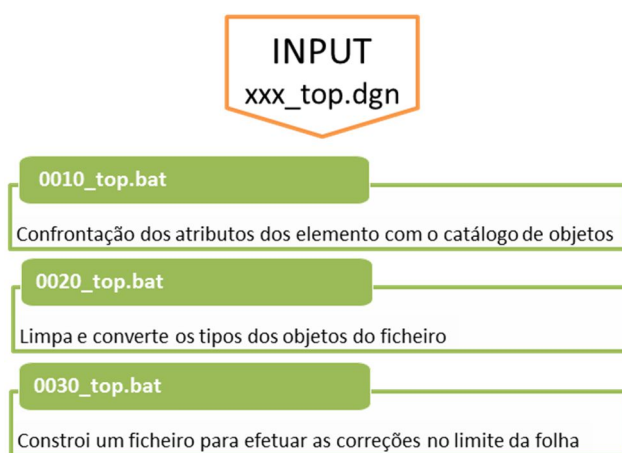 INPUT
xxx_top.dgn
0010_top.bat
Confrontação dos atributos dos elemento com o catálogo de objetos
0020_top.bat
Limpa e converte os tipos dos objetos do ficheiro
0030_top.bat
Constroi um ficheiro para efetuar as correções no limite da folha